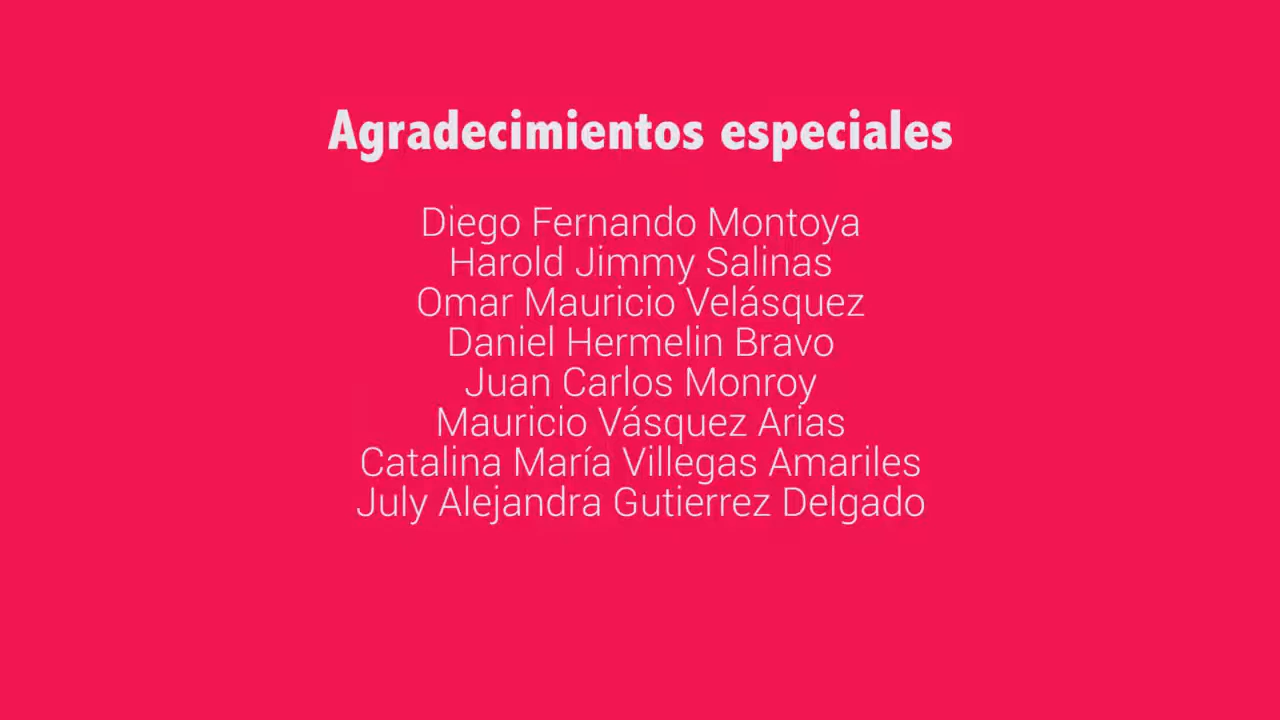 Agradecimientos especiales
Diego Fernando Montoya
Harold Jimmy Salinas
Omar Mauricio Velásquez
Daniel Hermelin Bravo
Juan Carlos Monroy
Mauricio Vásquez Arias
Catalina María Villegas Amariles
July Alejandra Gutierrez Delgado